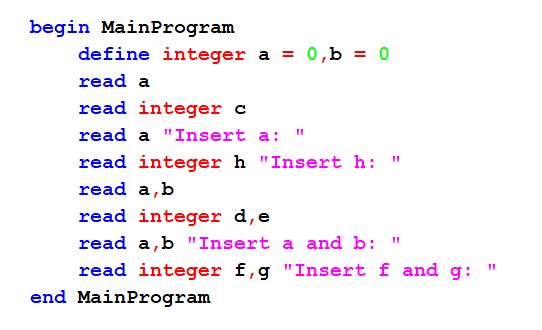 begin MainProgram
    define integer a = 0,b = 0
    read a
    read integer c
    read a "Insert a: "
    read integer h "Insert h: "
    read a,b
    read integer d,e
    read a,b "Insert a and b: "
    read integer f,g "Insert f and g: "
end MainProgram